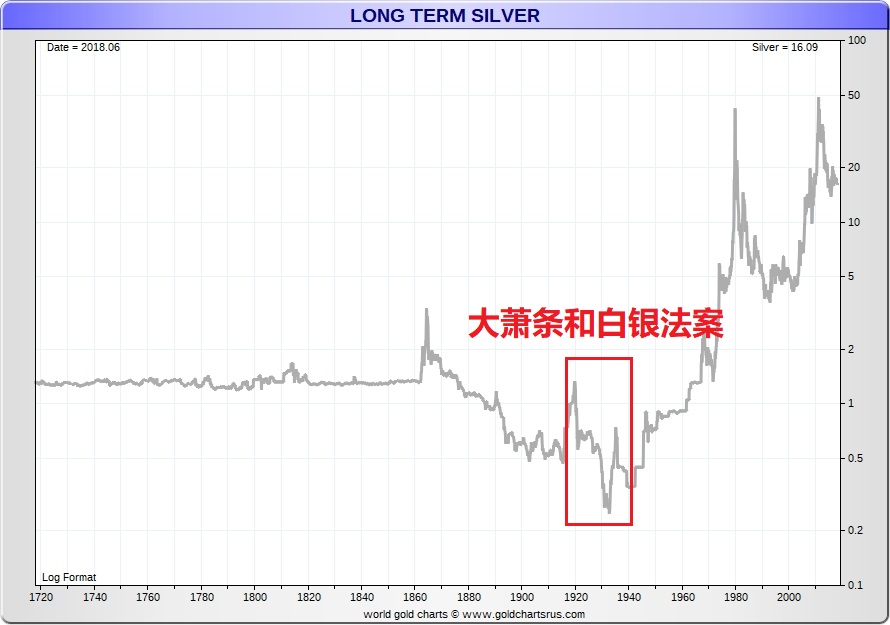 LONG TERM SILVER
Date = 2018.06
Silver = 16.09
100
50
20
10
5
大萧条和白银法案
2
1
0.5
0.2
Log Format
0.1
1720 1740 1760 1780 1800 1820 1840 1860 1880 1900 1920 1940 1960 1980 2000
world gold charts © www.goldchartsrus.com